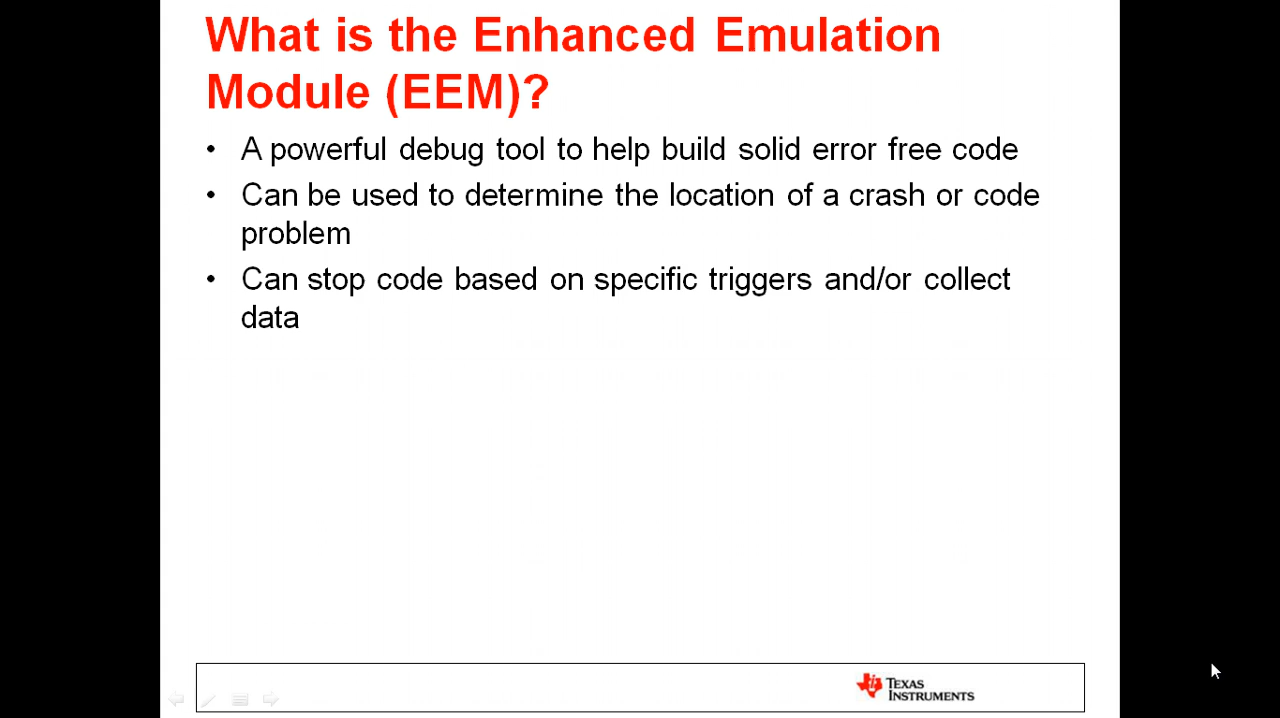 What is the Enhanced Emulation
Module (EEM)?
• A powerful debug tool to help build solid error free code
• Can be used to determine the location of a crash or code
problem
• Can stop code based on specific triggers and/or collect
data
TEXAS
INSTRUMENTS